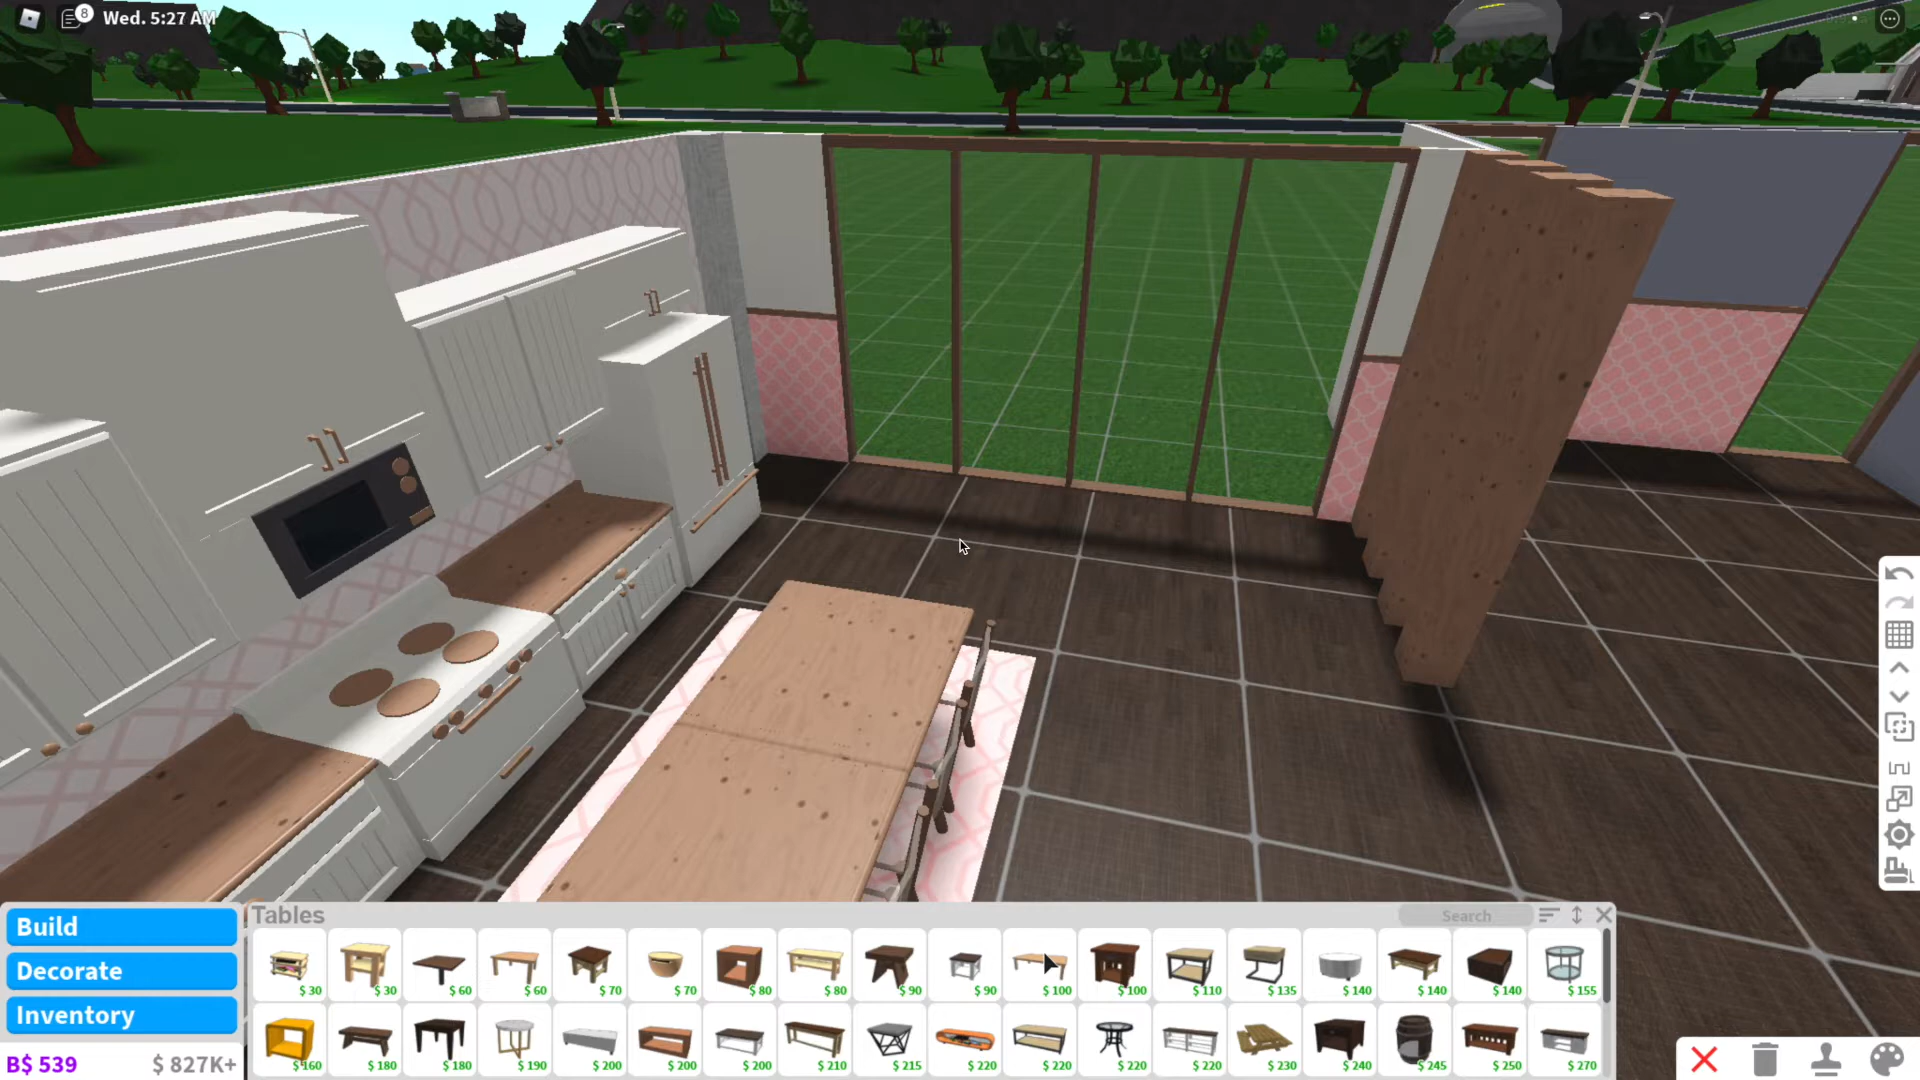 8 Wed. 5:27 AM
Tables
Search
Build
Decorate
Inventory
B$ 539
$ 827K+
$ 30 $ 30 $ 60 $ 60 $ 70 $ 70 $ 80 $ 80 $ 90 $ 90 $ 100 $ 100 $ 110 $ 135 $ 140 $ 140 $ 140 $ 155
$ 160 $ 180 $ 180 $ 190 $ 200 $ 200 $ 200 $ 210 $ 215 $ 220 $ 220 $ 220 $ 220 $ 230 $ 240 $ 245 $ 250 $ 270